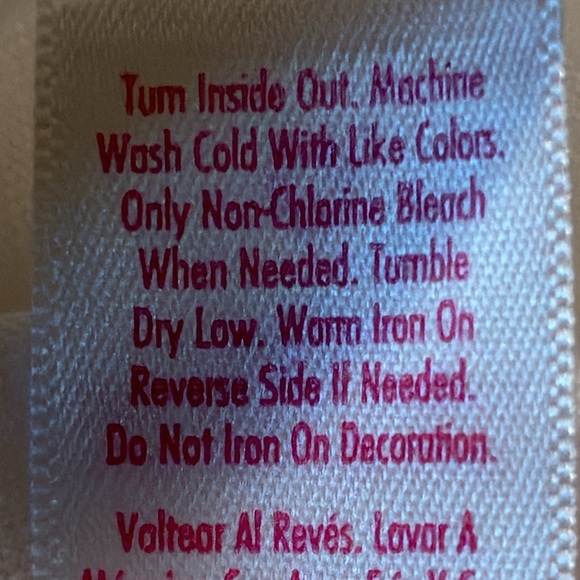 Turn Inside Out. Machine
Wash Cold With Like Colors.
Only Non-Chlorine Bleach
When Needed. Tumble
Dry Low. Warm Iron On
Reverse Side If Needed.
Do Not Iron On Decoration.
Voltear Al Revés. Lavar A